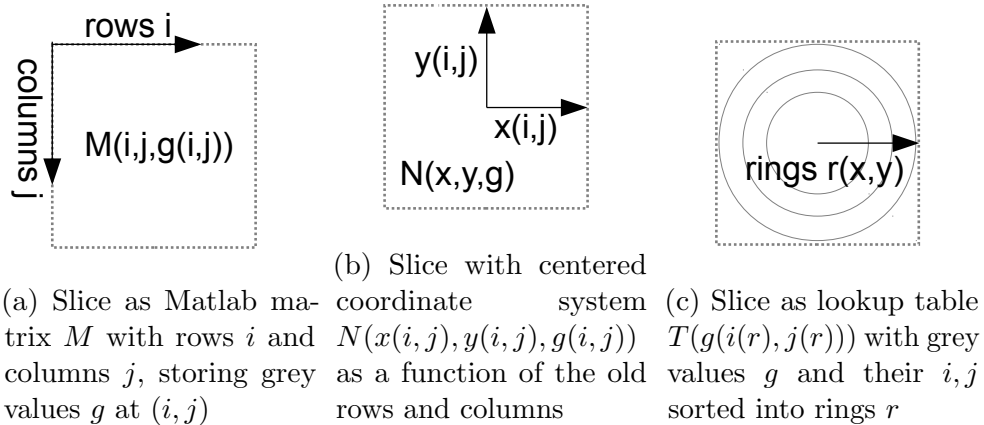 rows i
columns j
M(i,j,g(i,j))
y(i,j)
x(i,j)
N(x,y,g)
rings r(x,y)
(a) Slice as Matlab ma-
trix M with rows i and
columns j, storing grey
values g at (i, j)
(b) Slice with centered
coordinate system
N(x(i, j), y(i, j), g(i, j))
as a function of the old
rows and columns
(c) Slice as lookup table
T(g(i(r), j(r))) with grey
values g and their i, j
sorted into rings r